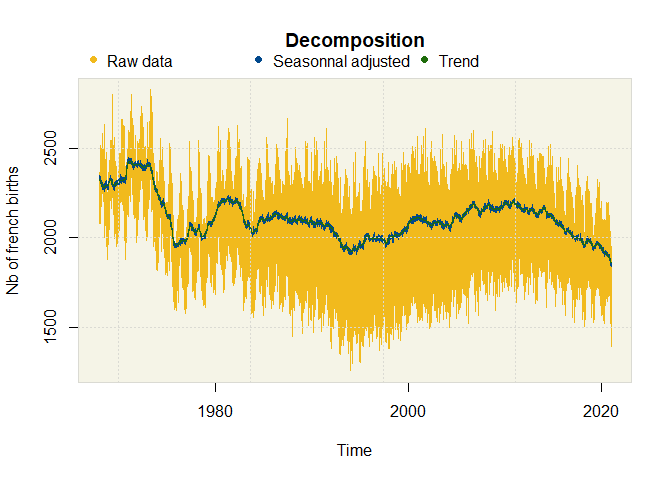 Decomposition
Raw data Seasonnal adjusted Trend
Nb of french births
2500
2000
1500
1980 2000 2020
Time